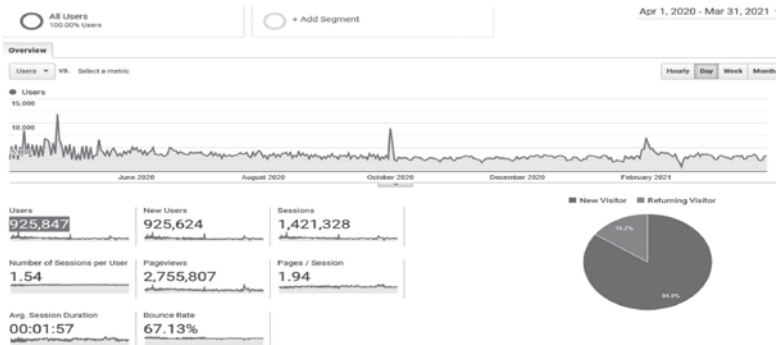 All Users
100.00% Users
+ Add Segment
Apr 1, 2020 - Mar 31, 2021
Overview
Users
VS.
Select a metric
Hourly
Day
Week
Month
Users
15,000
10,000
June 2020
August 2020
October 2020
December 2020
February 2021
Users
925,847
New Users
925,624
Sessions
1,421,328
Number of Sessions per User
1.54
Pageviews
2,755,807
Pages / Session
1.94
Avg. Session Duration
00:01:57
Bounce Rate
67.13%
New Visitor
Returning Visitor